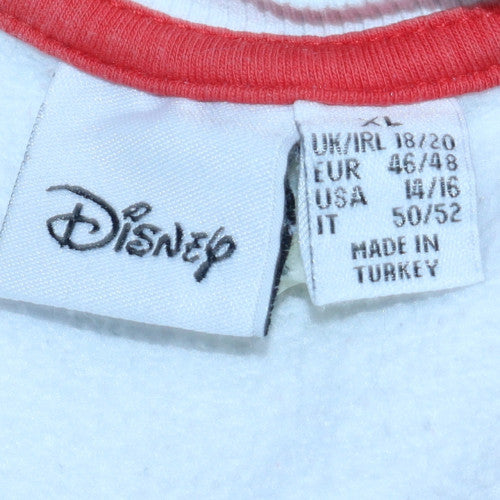 Disney
XL
UK/IRL 18/20
EUR 46/48
USA 14/16
IT 50/52
MADE IN
TURKEY